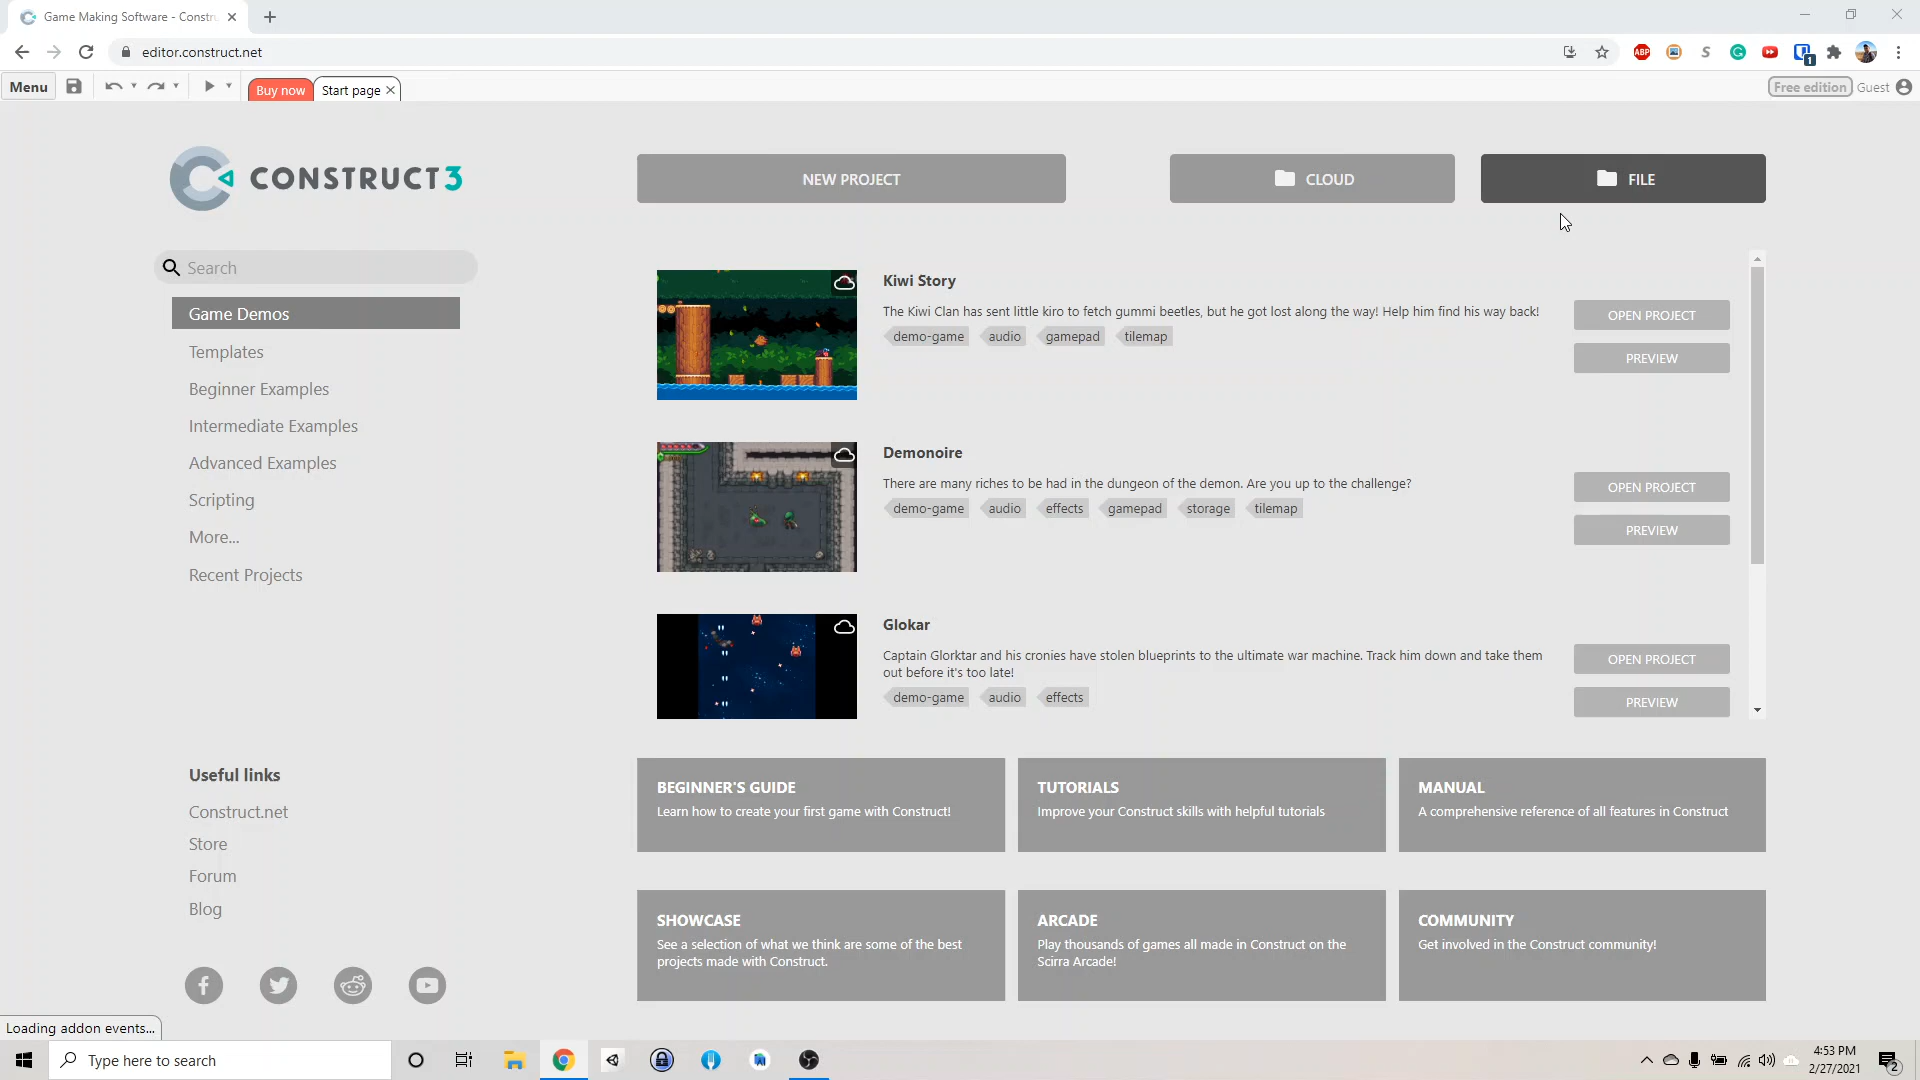 Game Making Software - Constru
editor.construct.net
ABP
S
1
Menu
Buy now
Start page
Free edition
Guest
CONSTRUCT 3
NEW PROJECT
CLOUD
FILE
Search
Game Demos
Templates
Beginner Examples
Intermediate Examples
Advanced Examples
Scripting
More...
Recent Projects
Kiwi Story
The Kiwi Clan has sent little kiro to fetch gummi beetles, but he got lost along the way! Help him find his way back!
demo-game audio gamepad tilemap
OPEN PROJECT
PREVIEW
Demonoire
There are many riches to be had in the dungeon of the demon. Are you up to the challenge?
demo-game audio effects gamepad storage tilemap
OPEN PROJECT
PREVIEW
Glokar
Captain Glorktar and his cronies have stolen blueprints to the ultimate war machine. Track him down and take them
out before it's too late!
demo-game audio effects
OPEN PROJECT
PREVIEW
Useful links
Construct.net
Store
Forum
Blog
BEGINNER'S GUIDE
Learn how to create your first game with Construct!
TUTORIALS
Improve your Construct skills with helpful tutorials
MANUAL
A comprehensive reference of all features in Construct
SHOWCASE
See a selection of what we think are some of the best
projects made with Construct.
ARCADE
Play thousands of games all made in Construct on the
Scirra Arcade!
COMMUNITY
Get involved in the Construct community!
Loading addon events...
Type here to search
4:53 PM
2/27/2021
2